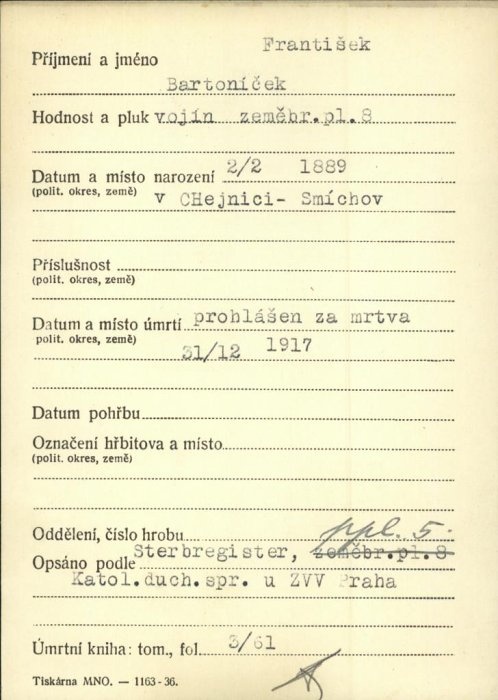 František
Příjmení a jméno
Bartoníček
Hodnost a pluk vojín zeměbr.pl.8
Datum a místo narození 2/2 1889
(polit. okres, země) v CHejnici- Smíchov
Příslušnost
(polit. okres, země)
Datum a místo úmrtí prohlášen za mrtva
polit. okres, země) 31/12 1917
Datum pohřbu
Označení hřbitova a místo
(polit. okres, země)
Oddělení, číslo hrobu ppl. 5.
Opsáno podle Sterbregister, zeměbr.pl.8
Katol.duch.spr. u ZVV Praha
Úmrtní kniha: tom., fol. 3/61
Tiskárna MNO. — 1163-36.